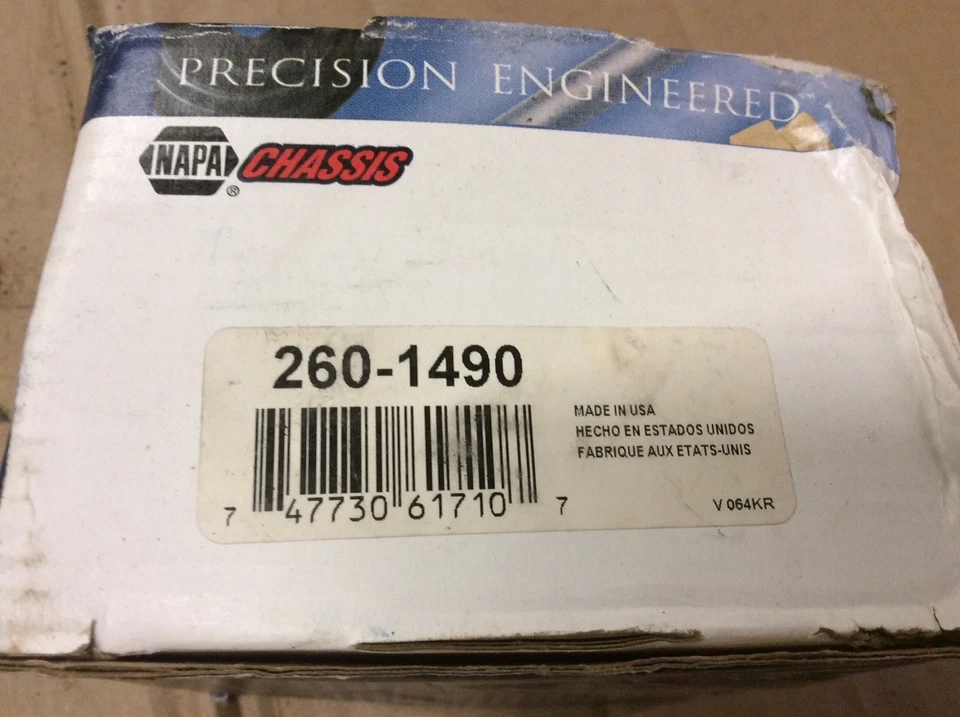 PRECISION ENGINEERED™
NAPA® CHASSIS
260-1490
7 47730 61710 7
MADE IN USA
HECHO EN ESTADOS UNIDOS
FABRIQUE AUX ETATS-UNIS
V 064KR